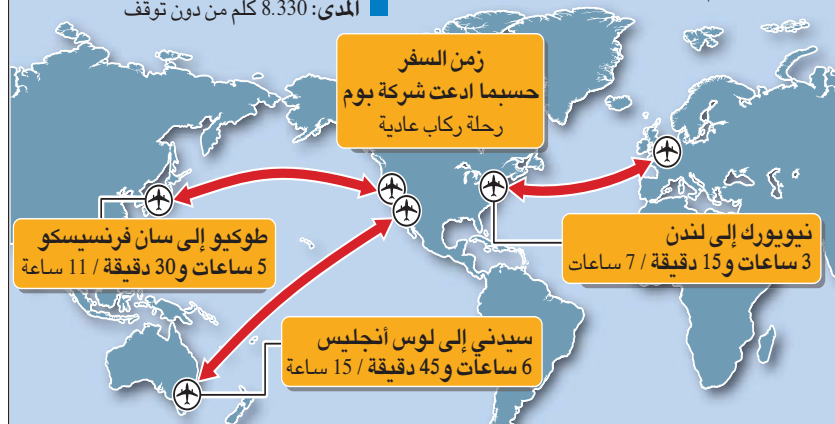 المدى: 8.330 كلم من دون توقف
زمن السفر
حسبما ادعت شركة بوم
رحلة ركاب عادية
طوكيو إلى سان فرنسيسكو
5 ساعات و30 دقيقة / 11 ساعة
نيويورك إلى لندن
3 ساعات و15 دقيقة / 7 ساعات
سيدني إلى لوس أنجليس
6 ساعات و45 دقيقة / 15 ساعة